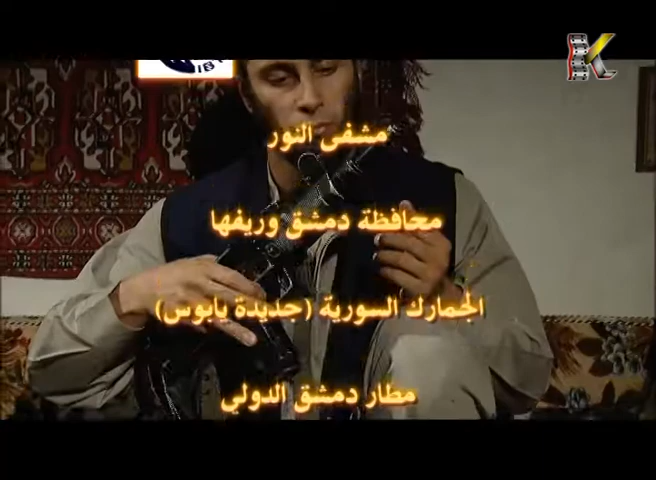 K
مشفى النور
محافظة دمشق وريفها
الجمارك السورية (جديدة يابوس)
مطار دمشق الدولي